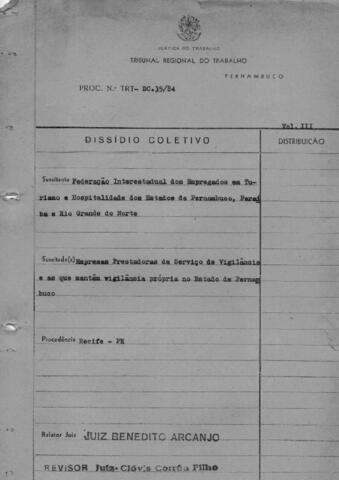 JUSTIÇA DO TRABALHO
TRIBUNAL REGIONAL DO TRABALHO
PERNAMBUCO
PROC. N.º TRT- DC.35/84
Vol. III
DISSÍDIO COLETIVO
DISTRIBUIÇÃO
Suscitante Federação Interestadual dos Empregados em Tu-
rismo e Hospitalidade dos Estados de Pernambuco, Paraí
ba e Rio Grande do Norte
Suscitado(s) Empresas Prestadoras de Serviço de Vigilância
e as que mantêm vigilância própria no Estado de Pernam
buco
Procedência Recife - PE
Relator Juiz JUIZ BENEDITO ARCANJO
REVISOR Juiz-Clóvis Corrêa Filho